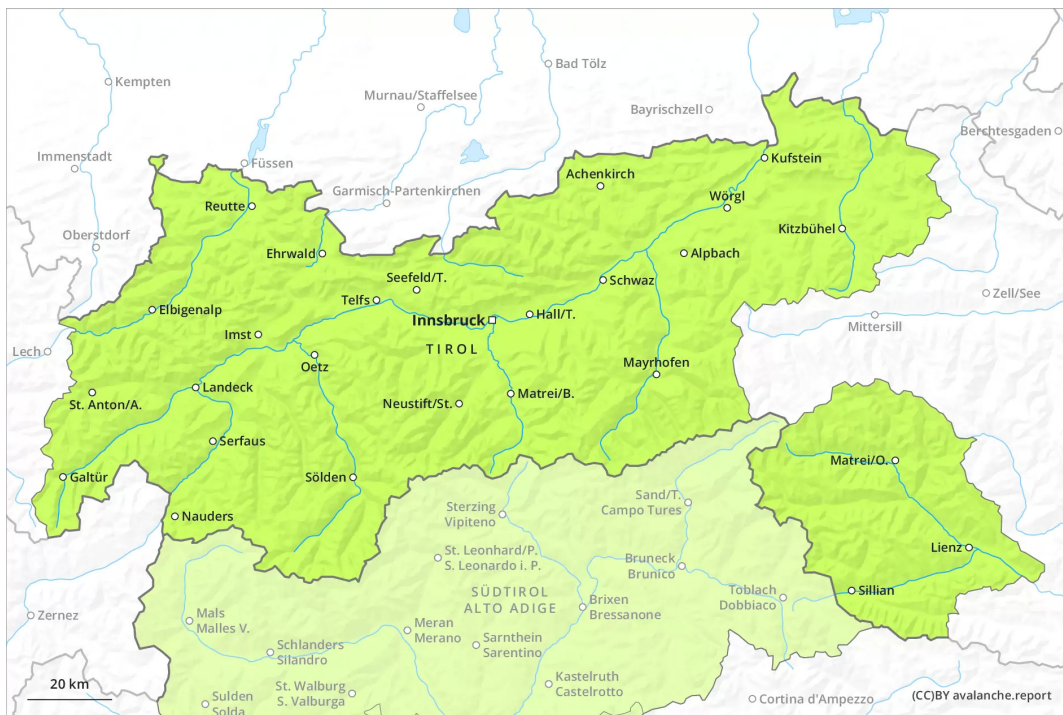 Kempten
Bad Tölz
Murnau/Staffelsee
Bayrischzell
Berchtesgaden
Immenstadt
Füssen
Kufstein
Achenkirch
Garmisch-Partenkirchen
Reutte
Wörgl
Oberstdorf
Kitzbühel
Ehrwald
Alpbach
Seefeld/T.
Schwaz
Telfs
Zell/See
Elbigenalp
Innsbruck
Hall/T.
Mittersill
Imst
TIROL
Lech
Oetz
Mayrhofen
Landeck
St. Anton/A.
Neustift/St.
Matrei/B.
Serfaus
Matrei/O.
Galtür
Sölden
Sand/T.
Campo Tures
Sterzing
Vipiteno
Nauders
Lienz
St. Leonhard/P.
S. Leonardo i. P.
Bruneck
Brunico
Sillian
SÜDTIROL
ALTO ADIGE
Toblach
Dobbiaco
Brixen
Bressanone
Zernez
Mals
Malles V.
Meran
Merano
Sarnthein
Sarentino
Schlanders
Silandro
Kastelruth
Castelrotto
20 km
St. Walburg
S. Valburga
Sulden
Solda
Cortina d'Ampezzo
(CC)BY avalanche.report